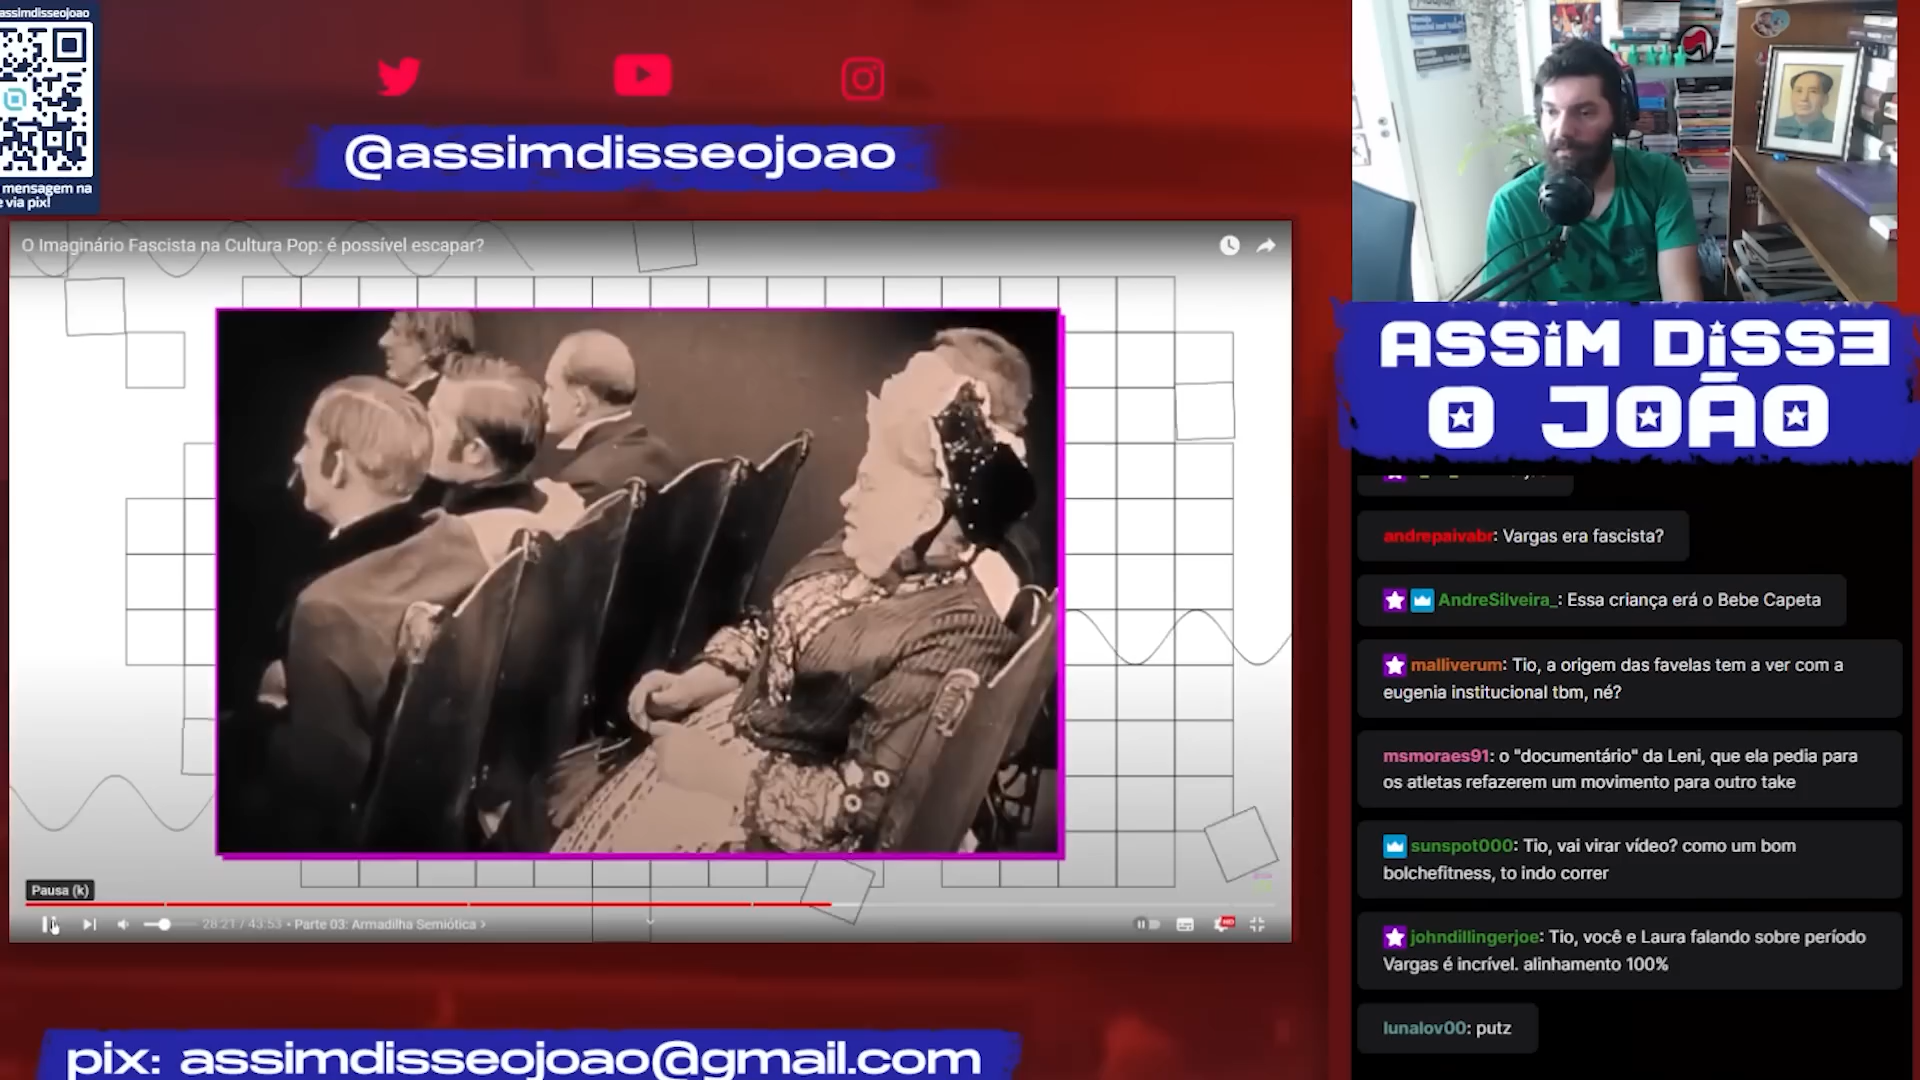 assimdisseojoao
mensagem na
e via pix!
@assimdisseojoao
O Imaginário Fascista na Cultura Pop: é possível escapar?
Pausa (k)
28:21 / 43:53 • Parte 03: Armadilha Semiótica >
HD
pix: assimdisseojoao@gmail.com
ASSIM DISSE
O JOÃO
andrepaivabr: Vargas era fascista?
AndreSilveira_: Essa criança erá o Bebe Capeta
malliverum: Tio, a origem das favelas tem a ver com a
eugenia institucional tbm, né?
msmoraes91: o "documentário" da Leni, que ela pedia para
os atletas refazerem um movimento para outro take
sunspot000: Tio, vai virar vídeo? como um bom
bolchefitness, to indo correr
johndillingerjoe: Tio, você e Laura falando sobre período
Vargas é incrível. alinhamento 100%
lunalov00: putz